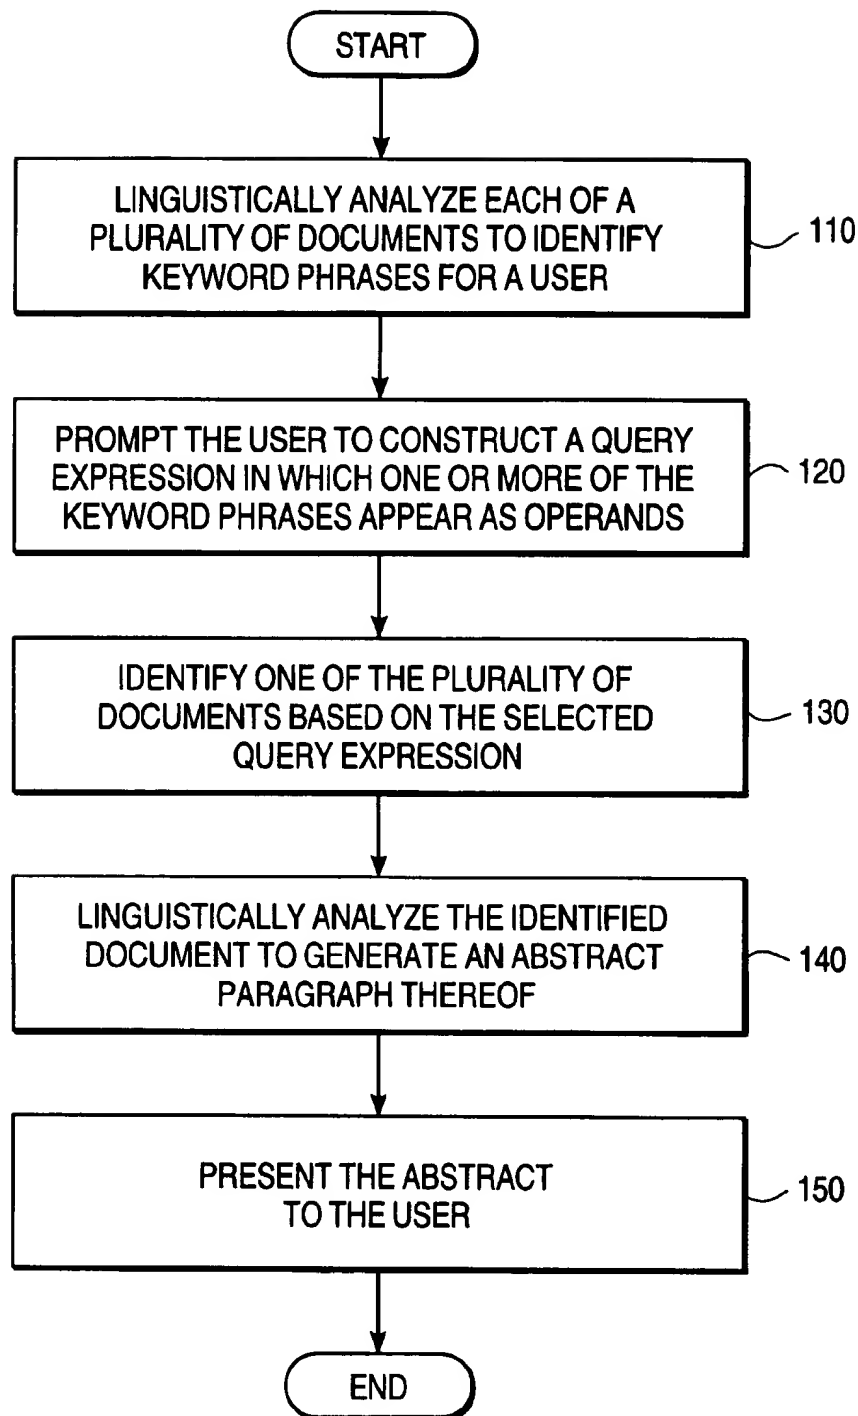 START
LINGUISTICALLY ANALYZE EACH OF A
PLURALITY OF DOCUMENTS TO IDENTIFY
KEYWORD PHRASES FOR A USER
110
PROMPT THE USER TO CONSTRUCT A QUERY
EXPRESSION IN WHICH ONE OR MORE OF THE
KEYWORD PHRASES APPEAR AS OPERANDS
120
IDENTIFY ONE OF THE PLURALITY OF
DOCUMENTS BASED ON THE SELECTED
QUERY EXPRESSION
130
LINGUISTICALLY ANALYZE THE IDENTIFIED
DOCUMENT TO GENERATE AN ABSTRACT
PARAGRAPH THEREOF
140
PRESENT THE ABSTRACT
TO THE USER
150
END